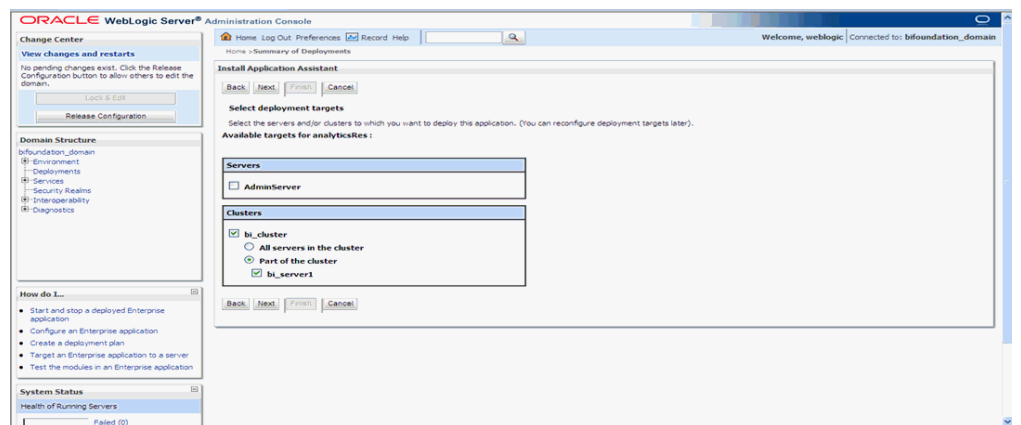 ORACLE WebLogic Server® Administration Console
Change Center
View changes and restarts
No pending changes exist. Click the Release
Configuration button to allow others to edit the
domain.
Lock & Edit
Release Configuration
Domain Structure
bifoundation_domain
Environment
Deployments
Services
Security Realms
Interoperability
Diagnostics
How do I...
Start and stop a deployed Enterprise
application
Configure an Enterprise application
Create a deployment plan
Target an Enterprise application to a server
Test the modules in an Enterprise application
System Status
Health of Running Servers
Failed (0)
Home Log Out Preferences Record Help
Welcome, weblogic Connected to: bifoundation_domain
Home >Summary of Deployments
Install Application Assistant
Back Next Finish Cancel
Select deployment targets
Select the servers and/or clusters to which you want to deploy this application. (You can reconfigure deployment targets later).
Available targets for analyticsRes :
Servers
AdminServer
Clusters
bi_cluster
All servers in the cluster
Part of the cluster
bi_server1
Back Next Finish Cancel